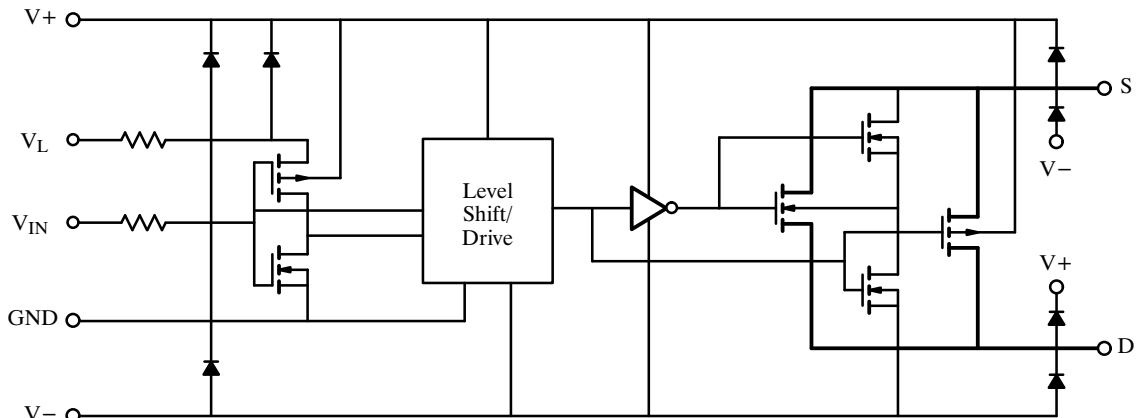 V+
S
V_L
V−
Level
Shift/
Drive
V_IN
V+
GND
D
V−